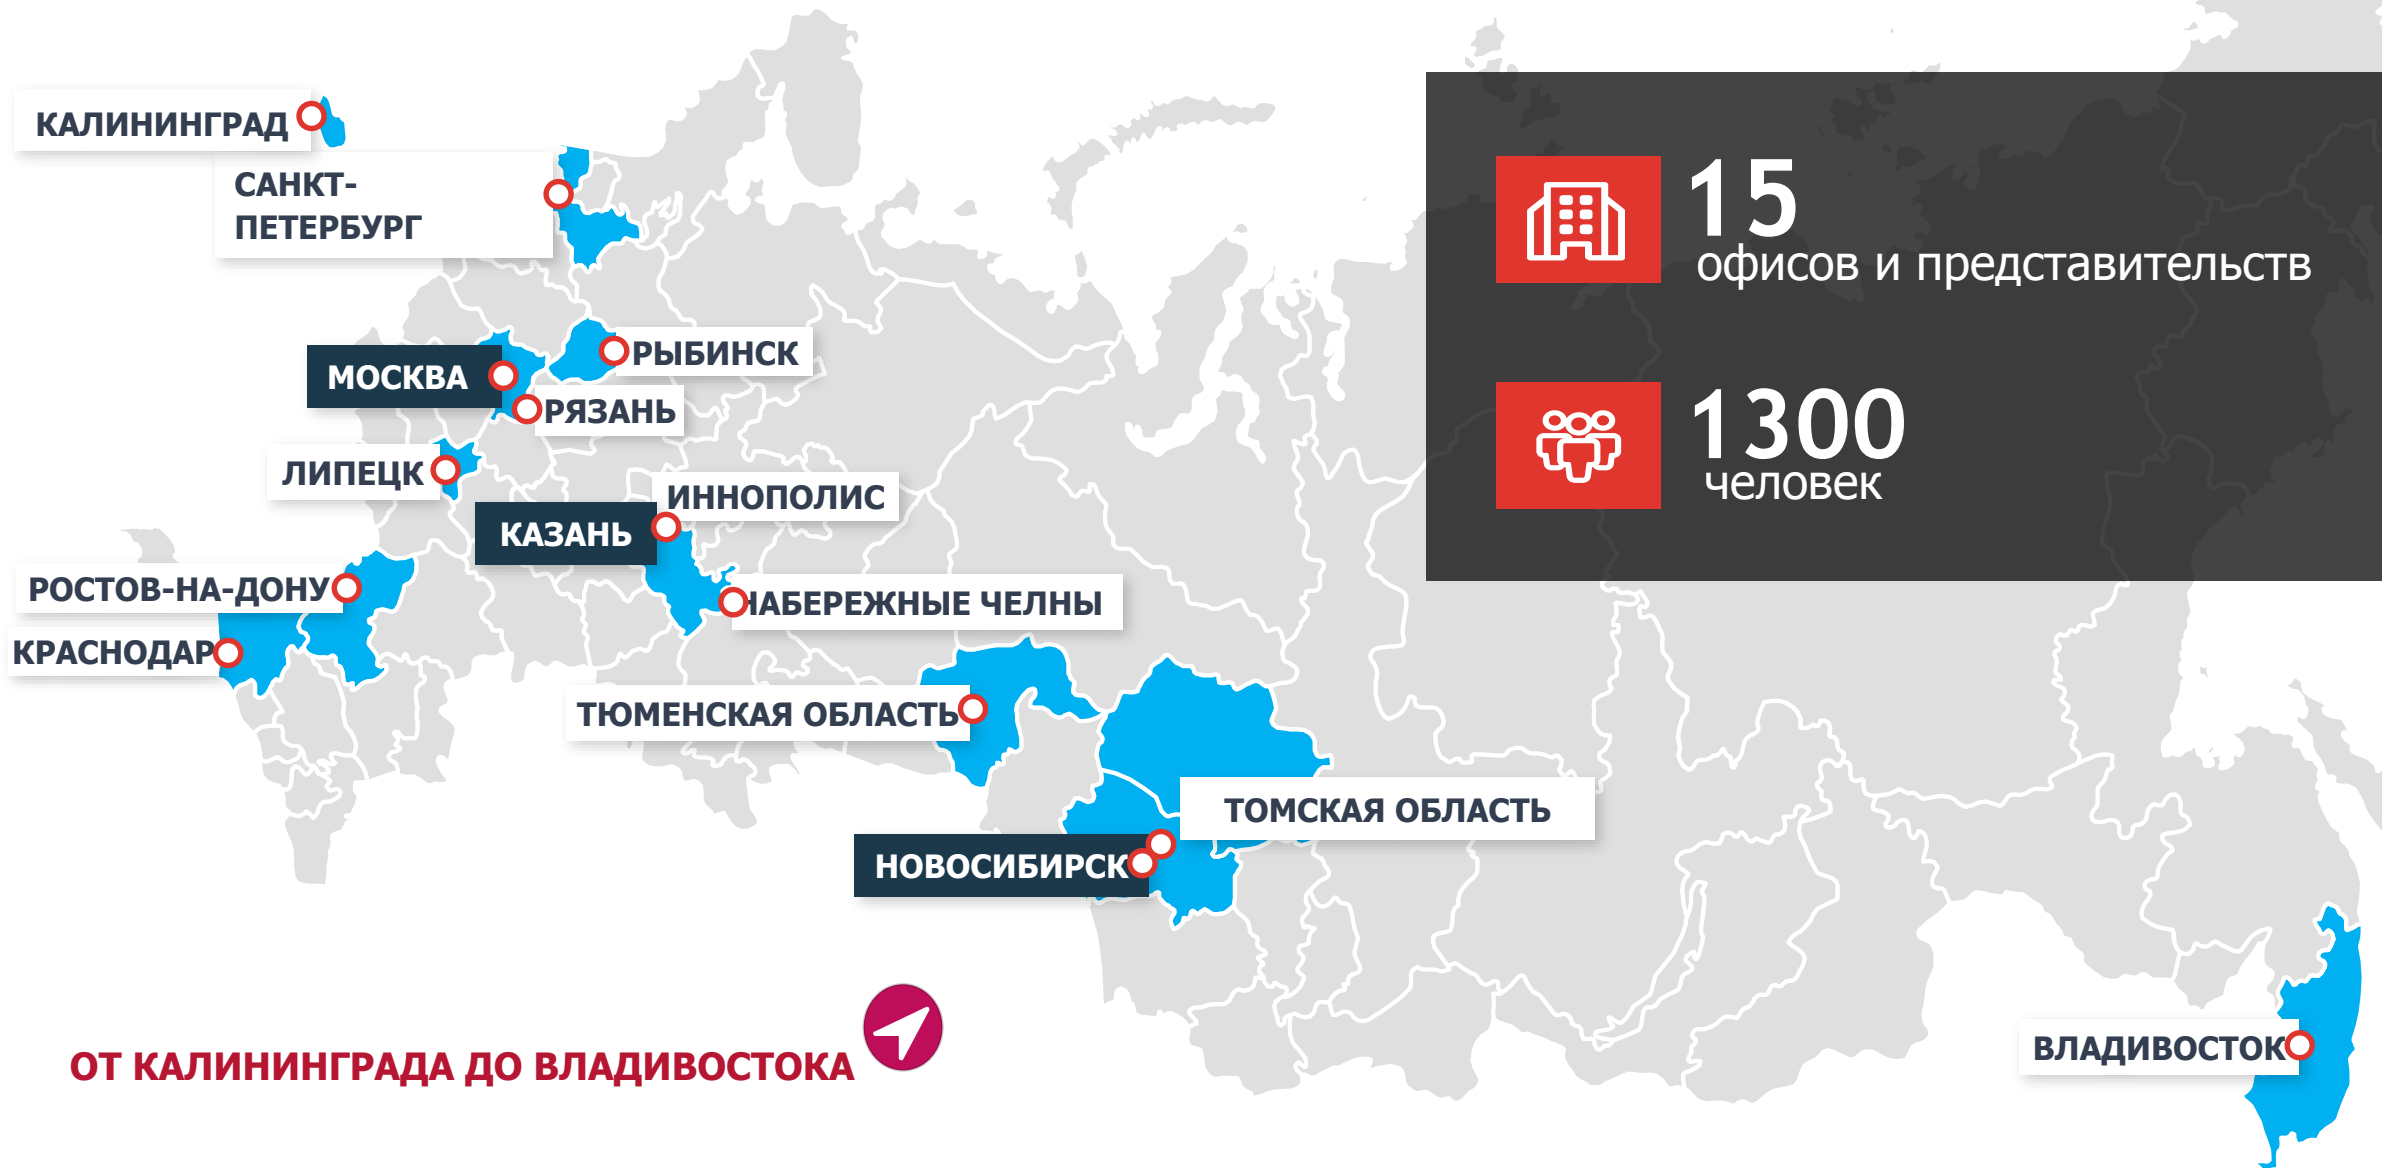 КАЛИНИНГРАД
САНКТ-
ПЕТЕРБУРГ
15
офисов и представительств
РЫБИНСК
МОСКВА
РЯЗАНЬ
1300
человек
ЛИПЕЦК
ИННОПОЛИС
КАЗАНЬ
РОСТОВ-НА-ДОНУ
НАБЕРЕЖНЫЕ ЧЕЛНЫ
КРАСНОДАР
ТЮМЕНСКАЯ ОБЛАСТЬ
ТОМСКАЯ ОБЛАСТЬ
НОВОСИБИРСК
ВЛАДИВОСТОК
ОТ КАЛИНИНГРАДА ДО ВЛАДИВОСТОКА